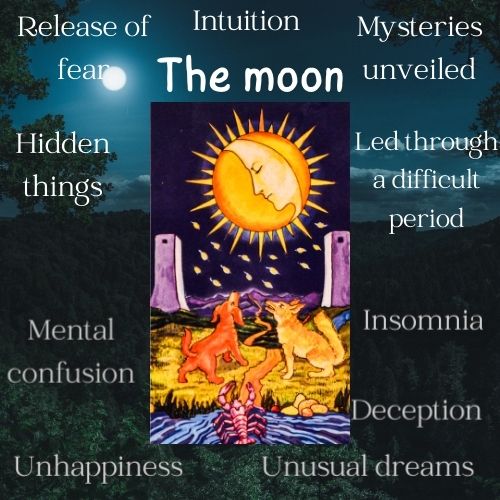 Release of
fear
Intuition
Mysteries
unveiled
The moon
Hidden
things
Led through
a difficult
period
Mental
confusion
Insomnia
Deception
Unhappiness
Unusual dreams